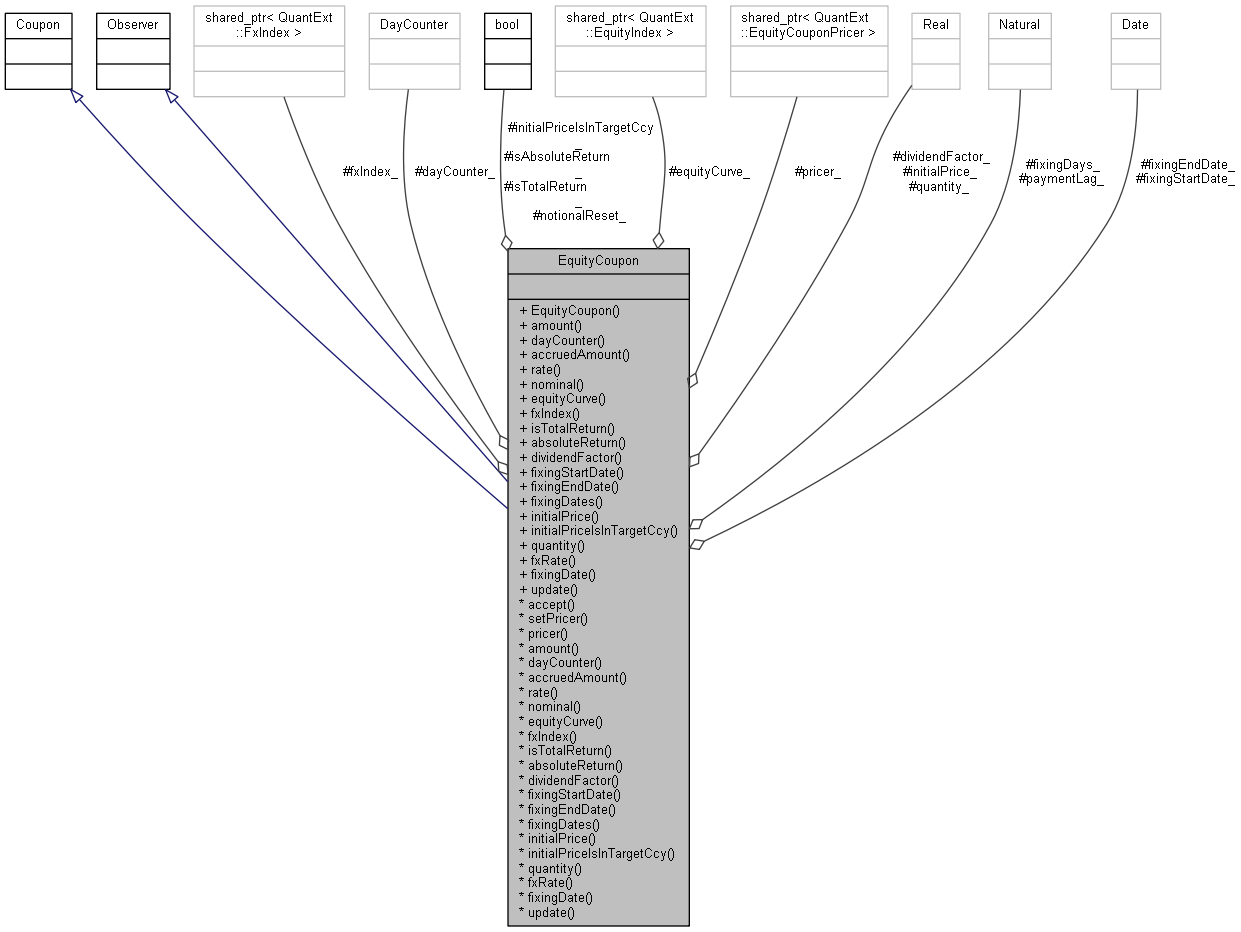 Coupon
Observer
shared_ptr< QuantExt
::FxIndex >
DayCounter
bool
shared_ptr< QuantExt
::EquityIndex >
shared_ptr< QuantExt
::EquityCouponPricer >
Real
Natural
Date
#fxIndex_
#dayCounter_
#initialPriceIsInTargetCcy
_
#isAbsoluteReturn
_
#isTotalReturn
_
#notionalReset_
#equityCurve_
#pricer_
#dividendFactor_
#initialPrice_
#quantity_
#fixingDays_
#paymentLag_
#fixingEndDate_
#fixingStartDate_
EquityCoupon
+ EquityCoupon()
+ amount()
+ dayCounter()
+ accruedAmount()
+ rate()
+ nominal()
+ equityCurve()
+ fxIndex()
+ isTotalReturn()
+ absoluteReturn()
+ dividendFactor()
+ fixingStartDate()
+ fixingEndDate()
+ fixingDates()
+ initialPrice()
+ initialPriceIsInTargetCcy()
+ quantity()
+ fxRate()
+ fixingDate()
+ update()
* accept()
* setPricer()
* pricer()
* amount()
* dayCounter()
* accruedAmount()
* rate()
* nominal()
* equityCurve()
* fxIndex()
* isTotalReturn()
* absoluteReturn()
* dividendFactor()
* fixingStartDate()
* fixingEndDate()
* fixingDates()
* initialPrice()
* initialPriceIsInTargetCcy()
* quantity()
* fxRate()
* fixingDate()
* update()